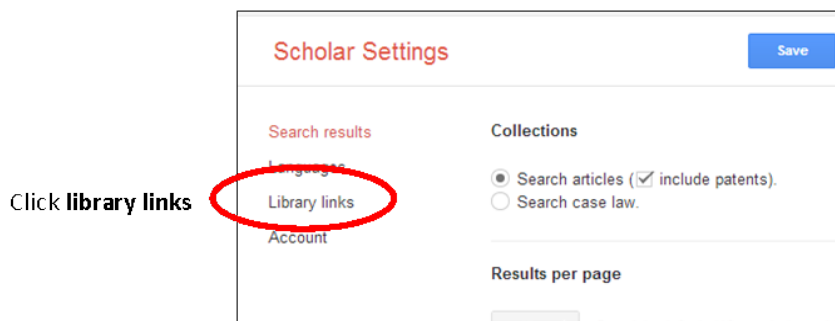 Scholar Settings
Save
Search results
Languages
Library links
Account
Click library links
Collections
Search articles ( include patents).
Search case law.
Results per page